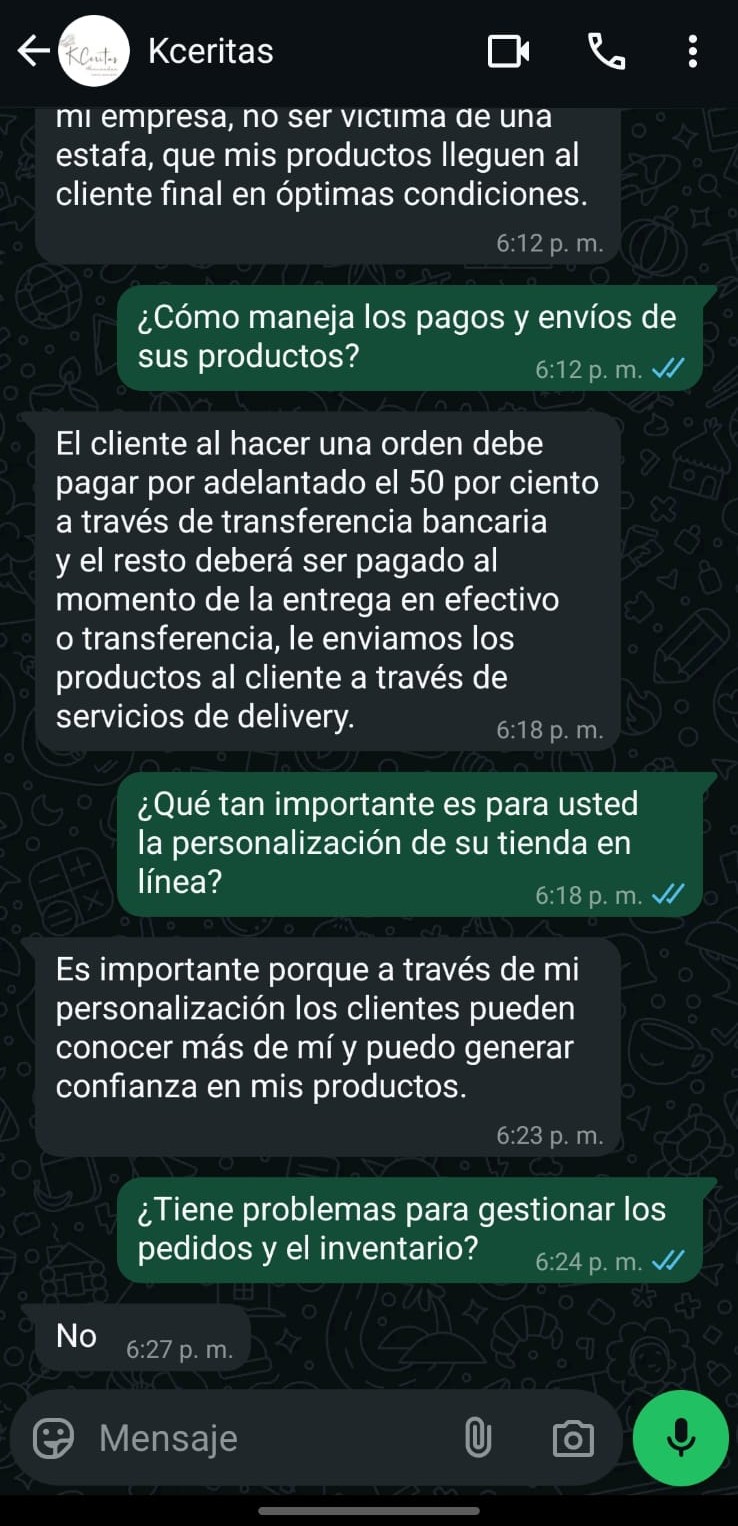 Kceritas
mi empresa, no ser víctima de una
estafa, que mis productos lleguen al
cliente final en óptimas condiciones.
6:12 p. m.
¿Cómo maneja los pagos y envíos de
sus productos?
6:12 p. m.
El cliente al hacer una orden debe
pagar por adelantado el 50 por ciento
a través de transferencia bancaria
y el resto deberá ser pagado al
momento de la entrega en efectivo
o transferencia, le enviamos los
productos al cliente a través de
servicios de delivery.
6:18 p. m.
¿Qué tan importante es para usted
la personalización de su tienda en
línea?
6:18 p. m.
Es importante porque a través de mi
personalización los clientes pueden
conocer más de mí y puedo generar
confianza en mis productos.
6:23 p. m.
¿Tiene problemas para gestionar los
pedidos y el inventario?
6:24 p. m.
No
6:27 p. m.
Mensaje